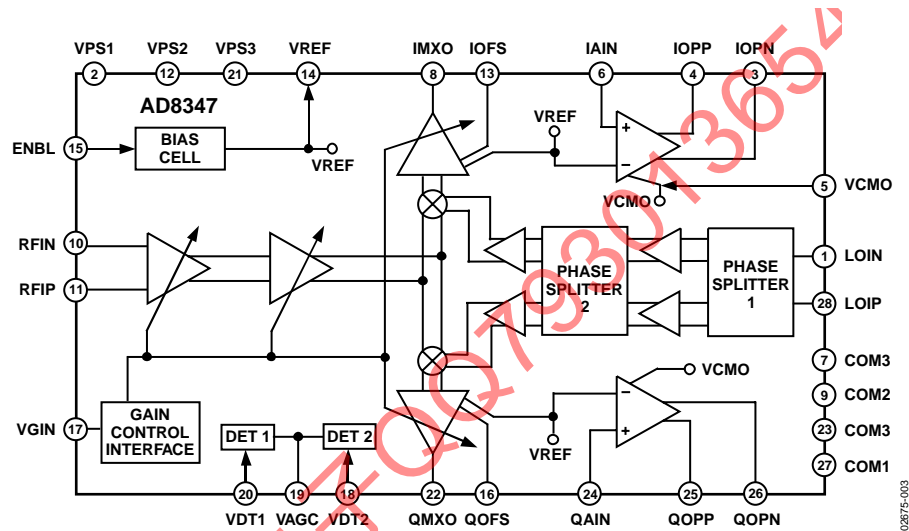 VPS1 VPS2 VPS3 VREF IMXO IOFS IAIN IOPP IOPN
2 12 21 14 8 13 6 4 3
AD8347
ENBL 15
BIAS
CELL
VREF
VREF
+
−
VCMO
5 VCMO
RFIN 10
RFIP 11
PHASE
SPLITTER
2
PHASE
SPLITTER
1
1 LOIN
28 LOIP
7 COM3
9 COM2
23 COM3
27 COM1
VCMO
−
+
VREF
VGIN 17
GAIN
CONTROL
INTERFACE
DET 1
DET 2
20 19 18 22 16 24 25 26
VDT1 VAGC VDT2 QMXO QOFS QAIN QOPP QOPN
02675-003
QQ793013654